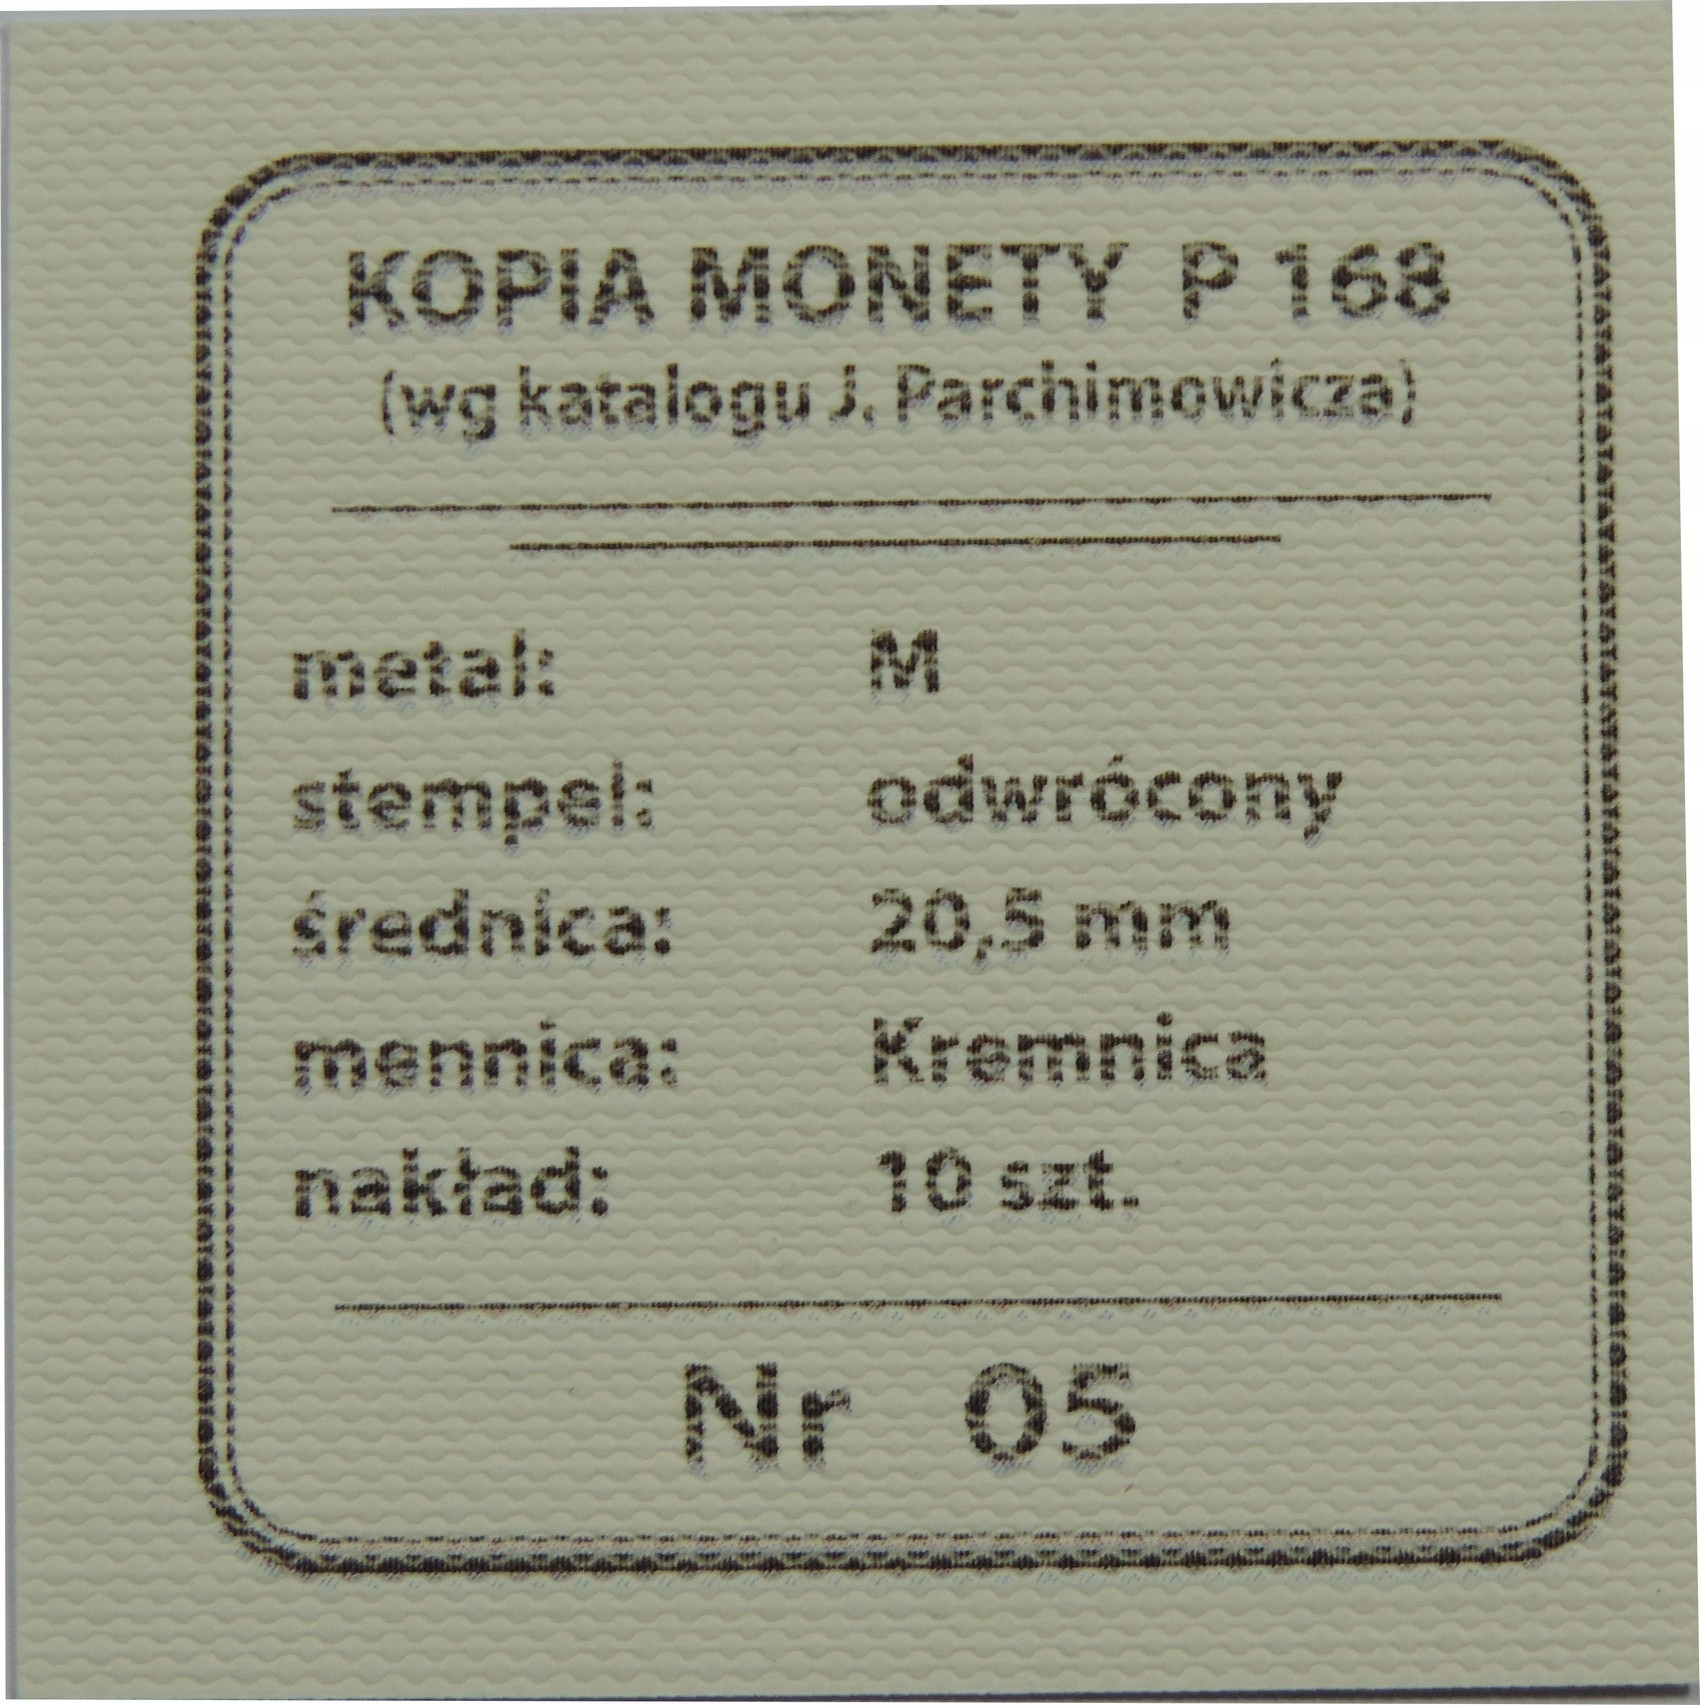 KOPIA MONETY P 168
(wg katalogu J. Parchimowicza)
metal: M
stempel: odwrócony
średnica: 20,5 mm
mennica: Kremnica
nakład: 10 szt.
Nr 05